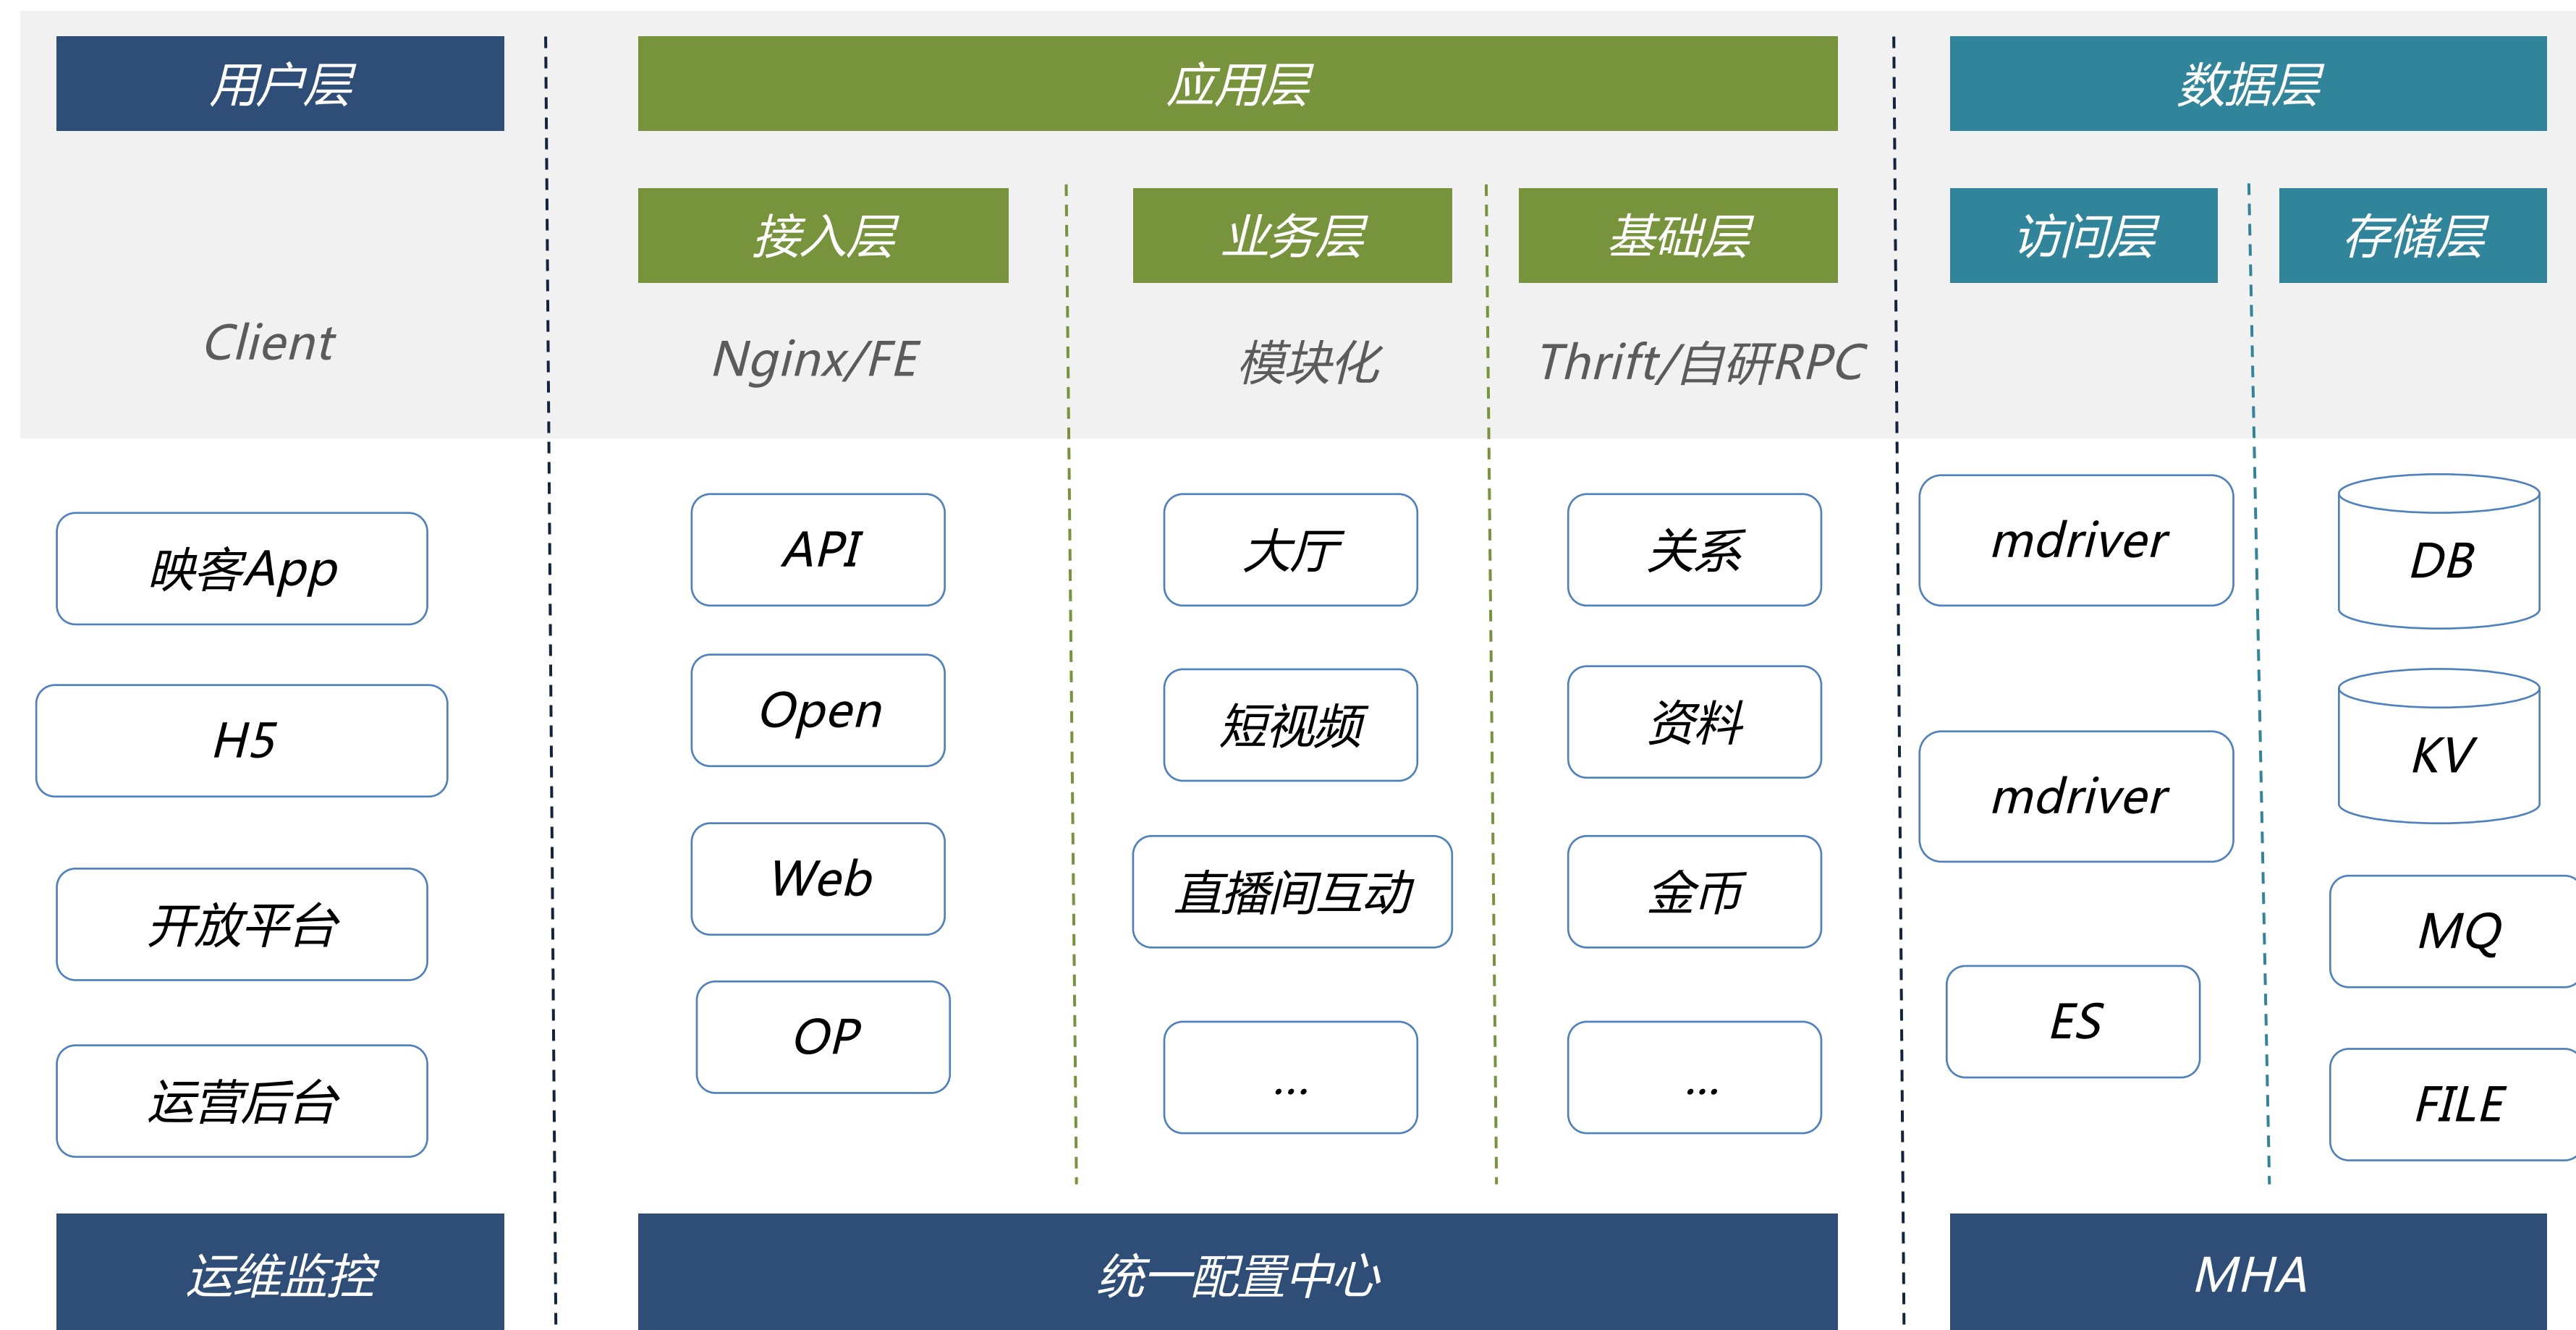 用户层
应用层
数据层
接入层
业务层
基础层
访问层
存储层
Client
Nginx/FE
模块化
Thrift/自研RPC
映客App
H5
开放平台
运营后台
API
Open
Web
OP
大厅
短视频
直播间互动
...
关系
资料
金币
...
mdriver
mdriver
ES
DB
KV
MQ
FILE
运维监控
统一配置中心
MHA